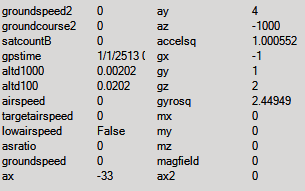 groundspeed2 0 ay 4
groundcourse2 0 az -1000
satcountB 0 accelsq 1.000552
gpstime 1/1/2513 0 gx -1
altd1000 0.00202 gy 1
altd100 0.0202 gz 2
airspeed 0 gyrosq 2.44949
targetairspeed 0 mx 0
lowairspeed False my 0
asratio 0 mz 0
groundspeed 0 magfield 0
ax -33 ax2 0